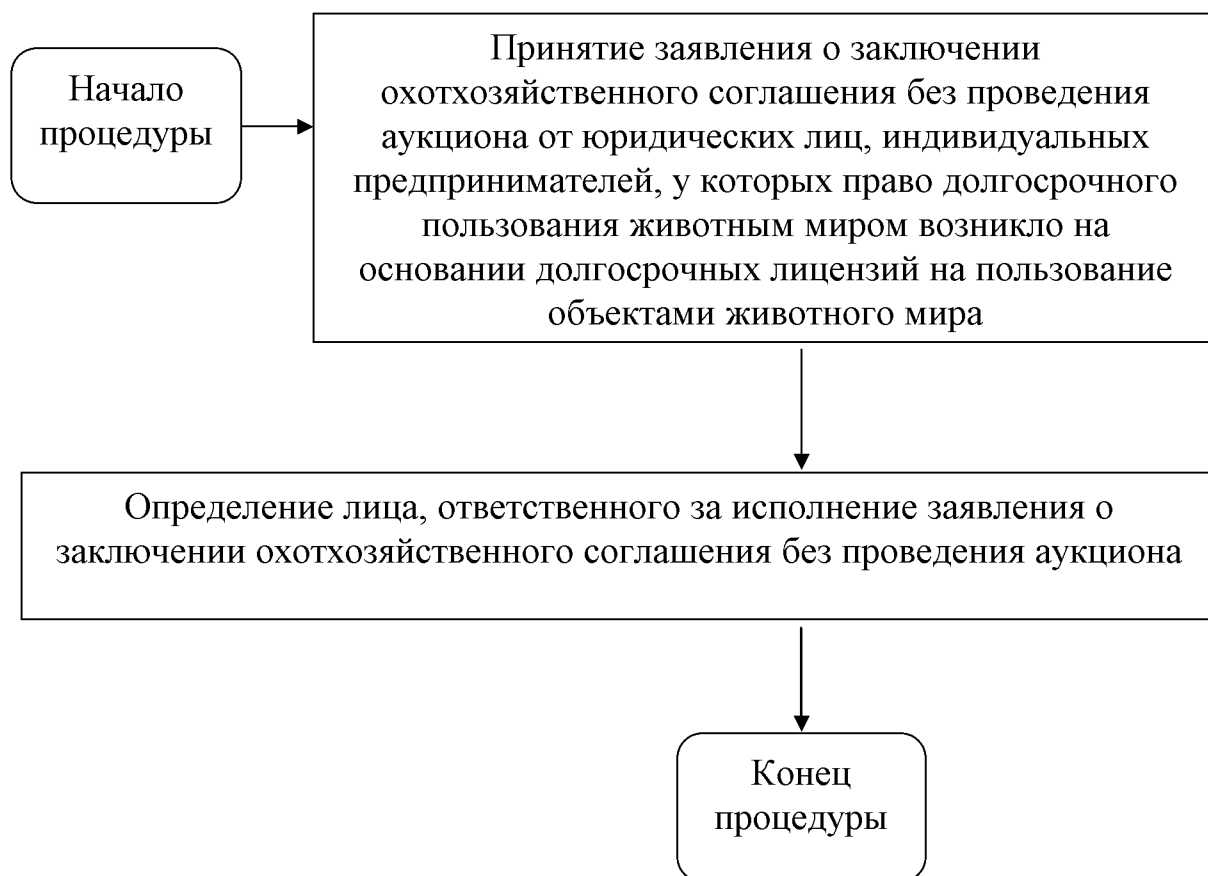 Начало
процедуры
Принятие заявления о заключении
охотхозяйственного соглашения без проведения
аукциона от юридических лиц, индивидуальных
предпринимателей, у которых право долгосрочного
пользования животным миром возникло на
основании долгосрочных лицензий на пользование
объектами животного мира
Определение лица, ответственного за исполнение заявления о
заключении охотхозяйственного соглашения без проведения аукциона
Конец
процедуры